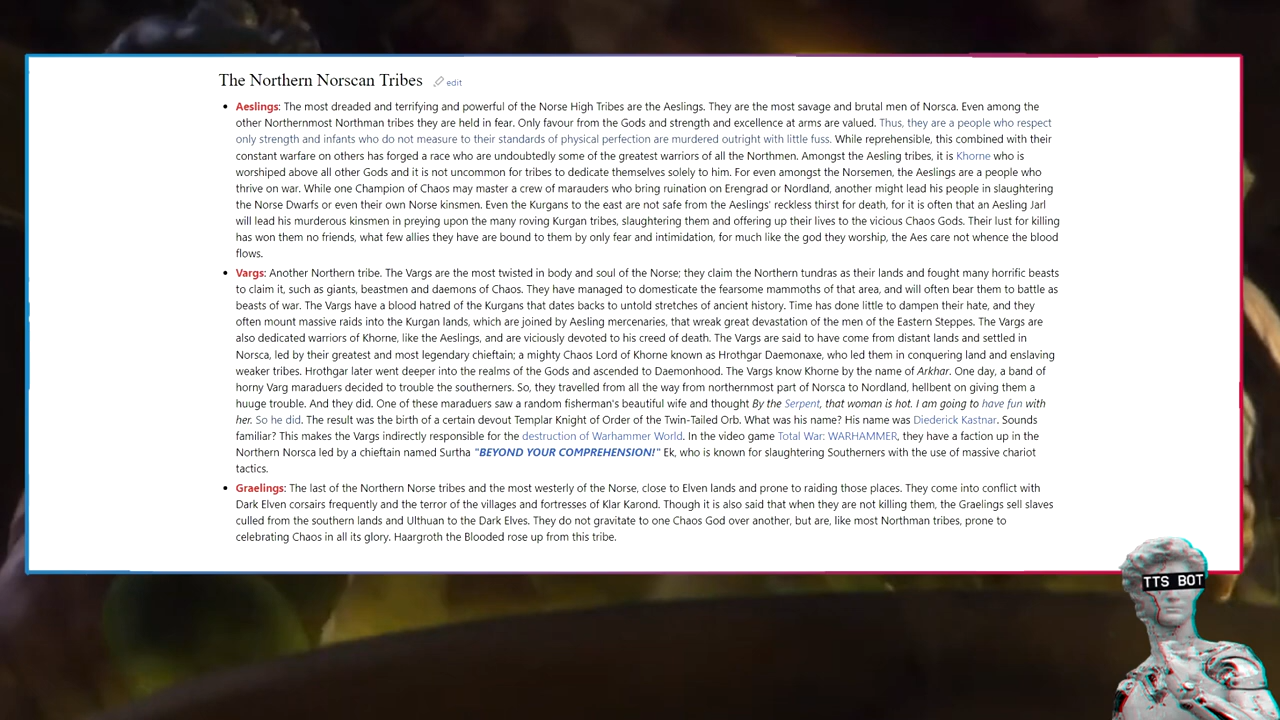 The Northern Norscan Tribes edit
Aeslings: The most dreaded and terrifying and powerful of the Norse High Tribes are the Aeslings. They are the most savage and brutal men of Norsca. Even among the
other Northernmost Northman tribes they are held in fear. Only favour from the Gods and strength and excellence at arms are valued. Thus, they are a people who respect
only strength and infants who do not measure to their standards of physical perfection are murdered outright with little fuss. While reprehensible, this combined with their
constant warfare on others has forged a race who are undoubtedly some of the greatest warriors of all the Northmen. Amongst the Aesling tribes, it is Khorne who is
worshiped above all other Gods and it is not uncommon for tribes to dedicate themselves solely to him. For even amongst the Norsemen, the Aeslings are a people who
thrive on war. While one Champion of Chaos may master a crew of marauders who bring ruination on Erengrad or Nordland, another might lead his people in slaughtering
the Norse Dwarfs or even their own Norse kinsmen. Even the Kurgans to the east are not safe from the Aeslings' reckless thirst for death, for it is often that an Aesling Jarl
will lead his murderous kinsmen in preying upon the many roving Kurgan tribes, slaughtering them and offering up their lives to the vicious Chaos Gods. Their lust for killing
has won them no friends, what few allies they have are bound to them by only fear and intimidation, for much like the god they worship, the Aes care not whence the blood
flows.
Vargs: Another Northern tribe. The Vargs are the most twisted in body and soul of the Norse; they claim the Northern tundras as their lands and fought many horrific beasts
to claim it, such as giants, beastmen and daemons of Chaos. They have managed to domesticate the fearsome mammoths of that area, and will often bear them to battle as
beasts of war. The Vargs have a blood hatred of the Kurgans that dates backs to untold stretches of ancient history. Time has done little to dampen their hate, and they
often mount massive raids into the Kurgan lands, which are joined by Aesling mercenaries, that wreak great devastation of the men of the Eastern Steppes. The Vargs are
also dedicated warriors of Khorne, like the Aeslings, and are viciously devoted to his creed of death. The Vargs are said to have come from distant lands and settled in
Norsca, led by their greatest and most legendary chieftain; a mighty Chaos Lord of Khorne known as Hrothgar Daemonaxe, who led them in conquering land and enslaving
weaker tribes. Hrothgar later went deeper into the realms of the Gods and ascended to Daemonhood. The Vargs know Khorne by the name of Arkhar. One day, a band of
horny Varg maraduers decided to trouble the southerners. So, they travelled from all the way from northernmost part of Norsca to Nordland, hellbent on giving them a
huuge trouble. And they did. One of these maraduers saw a random fisherman's beautiful wife and thought By the Serpent, that woman is hot. I am going to have fun with
her. So he did. The result was the birth of a certain devout Templar Knight of Order of the Twin-Tailed Orb. What was his name? His name was Diederick Kastnar. Sounds
familiar? This makes the Vargs indirectly responsible for the destruction of Warhammer World. In the video game Total War: WARHAMMER, they have a faction up in the
Northern Norsca led by a chieftain named Surtha "BEYOND YOUR COMPREHENSION!" Ek, who is known for slaughtering Southerners with the use of massive chariot
tactics.
Graelings: The last of the Northern Norse tribes and the most westerly of the Norse, close to Elven lands and prone to raiding those places. They come into conflict with
Dark Elven corsairs frequently and the terror of the villages and fortresses of Klar Karond. Though it is also said that when they are not killing them, the Graelings sell slaves
culled from the southern lands and Ulthuan to the Dark Elves. They do not gravitate to one Chaos God over another, but are, like most Northman tribes, prone to
celebrating Chaos in all its glory. Haargroth the Blooded rose up from this tribe.
TTS BOT